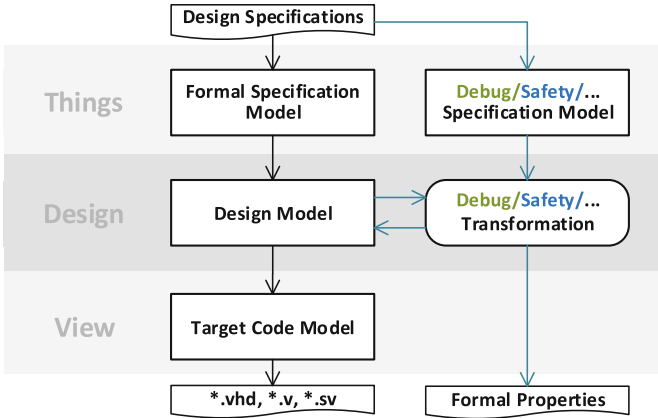 Design Specifications
Things
Formal Specification
Model
Debug/Safety/...
Specification Model
Design
Design Model
Debug/Safety/...
Transformation
View
Target Code Model
*.vhd, *.v, *.sv
Formal Properties